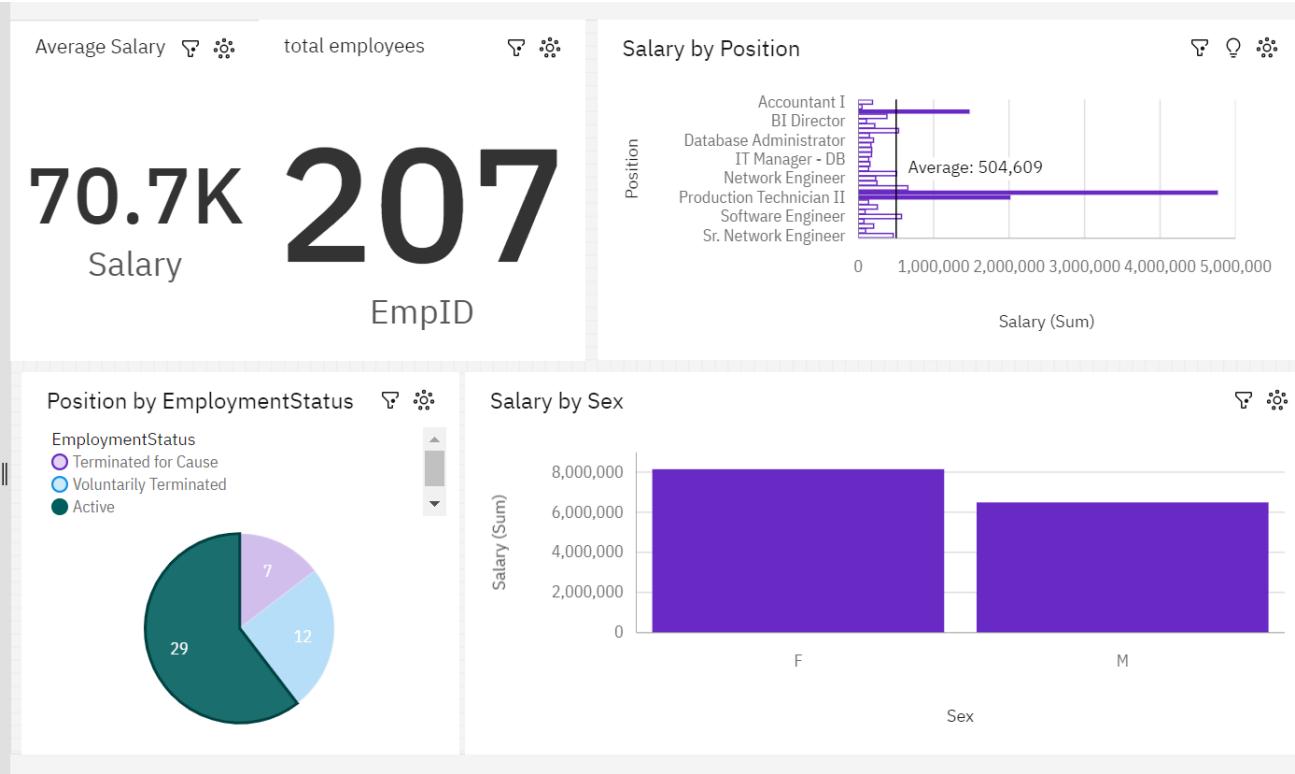 Average Salary
70.7K
Salary
total employees
207
EmpID
Salary by Position
Position
Accountant I
BI Director
Database Administrator
IT Manager - DB
Network Engineer
Production Technician II
Software Engineer
Sr. Network Engineer
Average: 504,609
0 1,000,000 2,000,000 3,000,000 4,000,000 5,000,000
Salary (Sum)
Position by EmploymentStatus
EmploymentStatus
Terminated for Cause
Voluntarily Terminated
Active
7
12
29
Salary by Sex
Salary (Sum)
8,000,000
6,000,000
4,000,000
2,000,000
0
F M
Sex